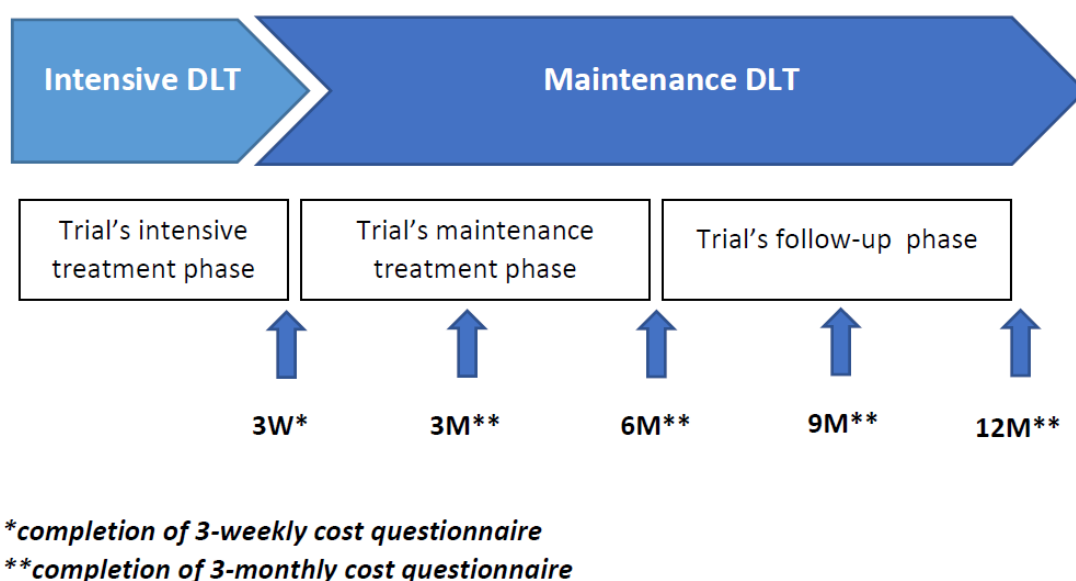 Intensive DLT
Maintenance DLT
Trial’s intensive
treatment phase
Trial’s maintenance
treatment phase
Trial’s follow-up phase
3W*
3M**
6M**
9M**
12M**
*completion of 3-weekly cost questionnaire
**completion of 3-monthly cost questionnaire